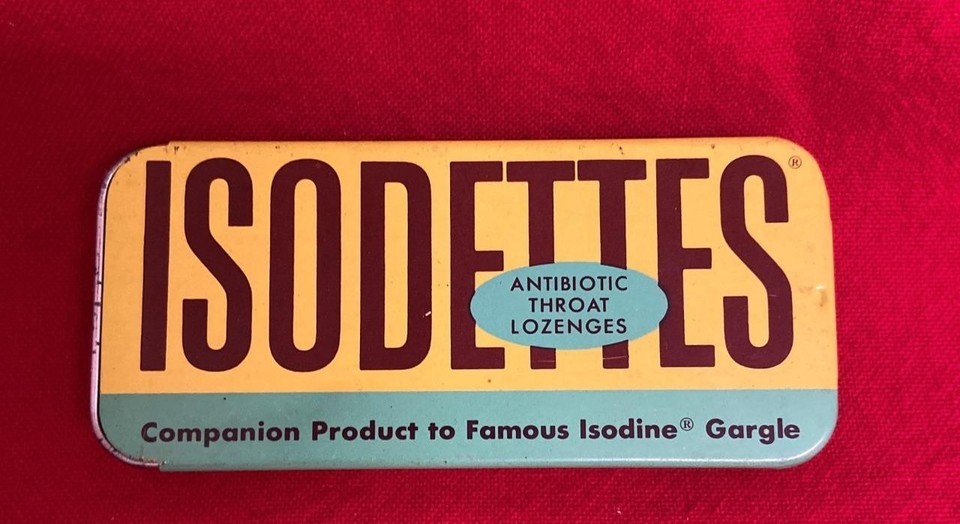 ISODETTES®
ANTIBIOTIC
THROAT
LOZENGES
Companion Product to Famous Isodine® Gargle